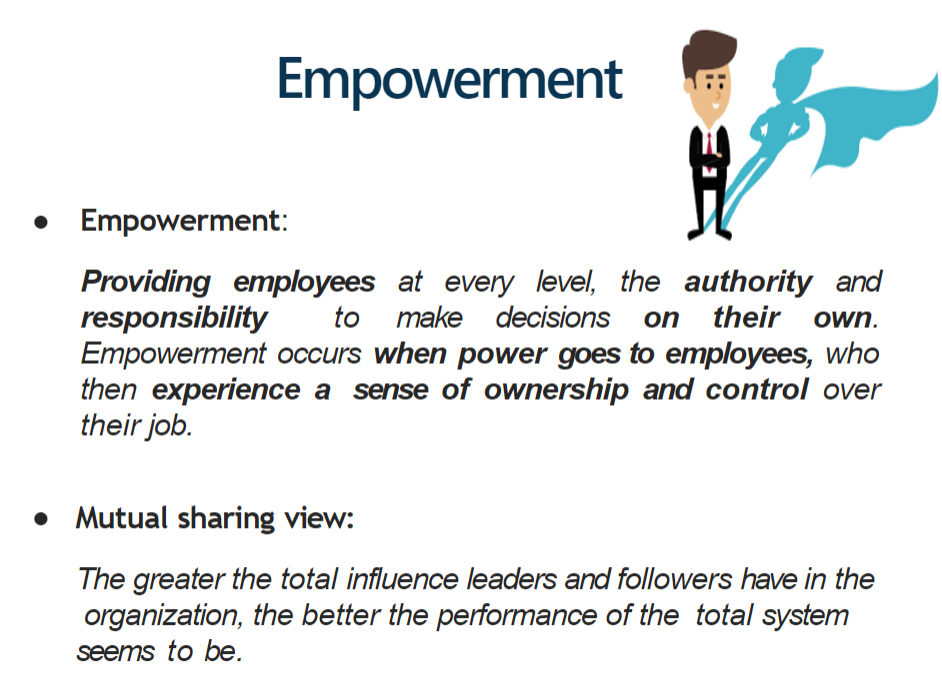 Empowerment
● Empowerment:
Providing employees at every level, the authority and
responsibility to make decisions on their own.
Empowerment occurs when power goes to employees, who
then experience a sense of ownership and control over
their job.
● Mutual sharing view:
The greater the total influence leaders and followers have in the
organization, the better the performance of the total system
seems to be.